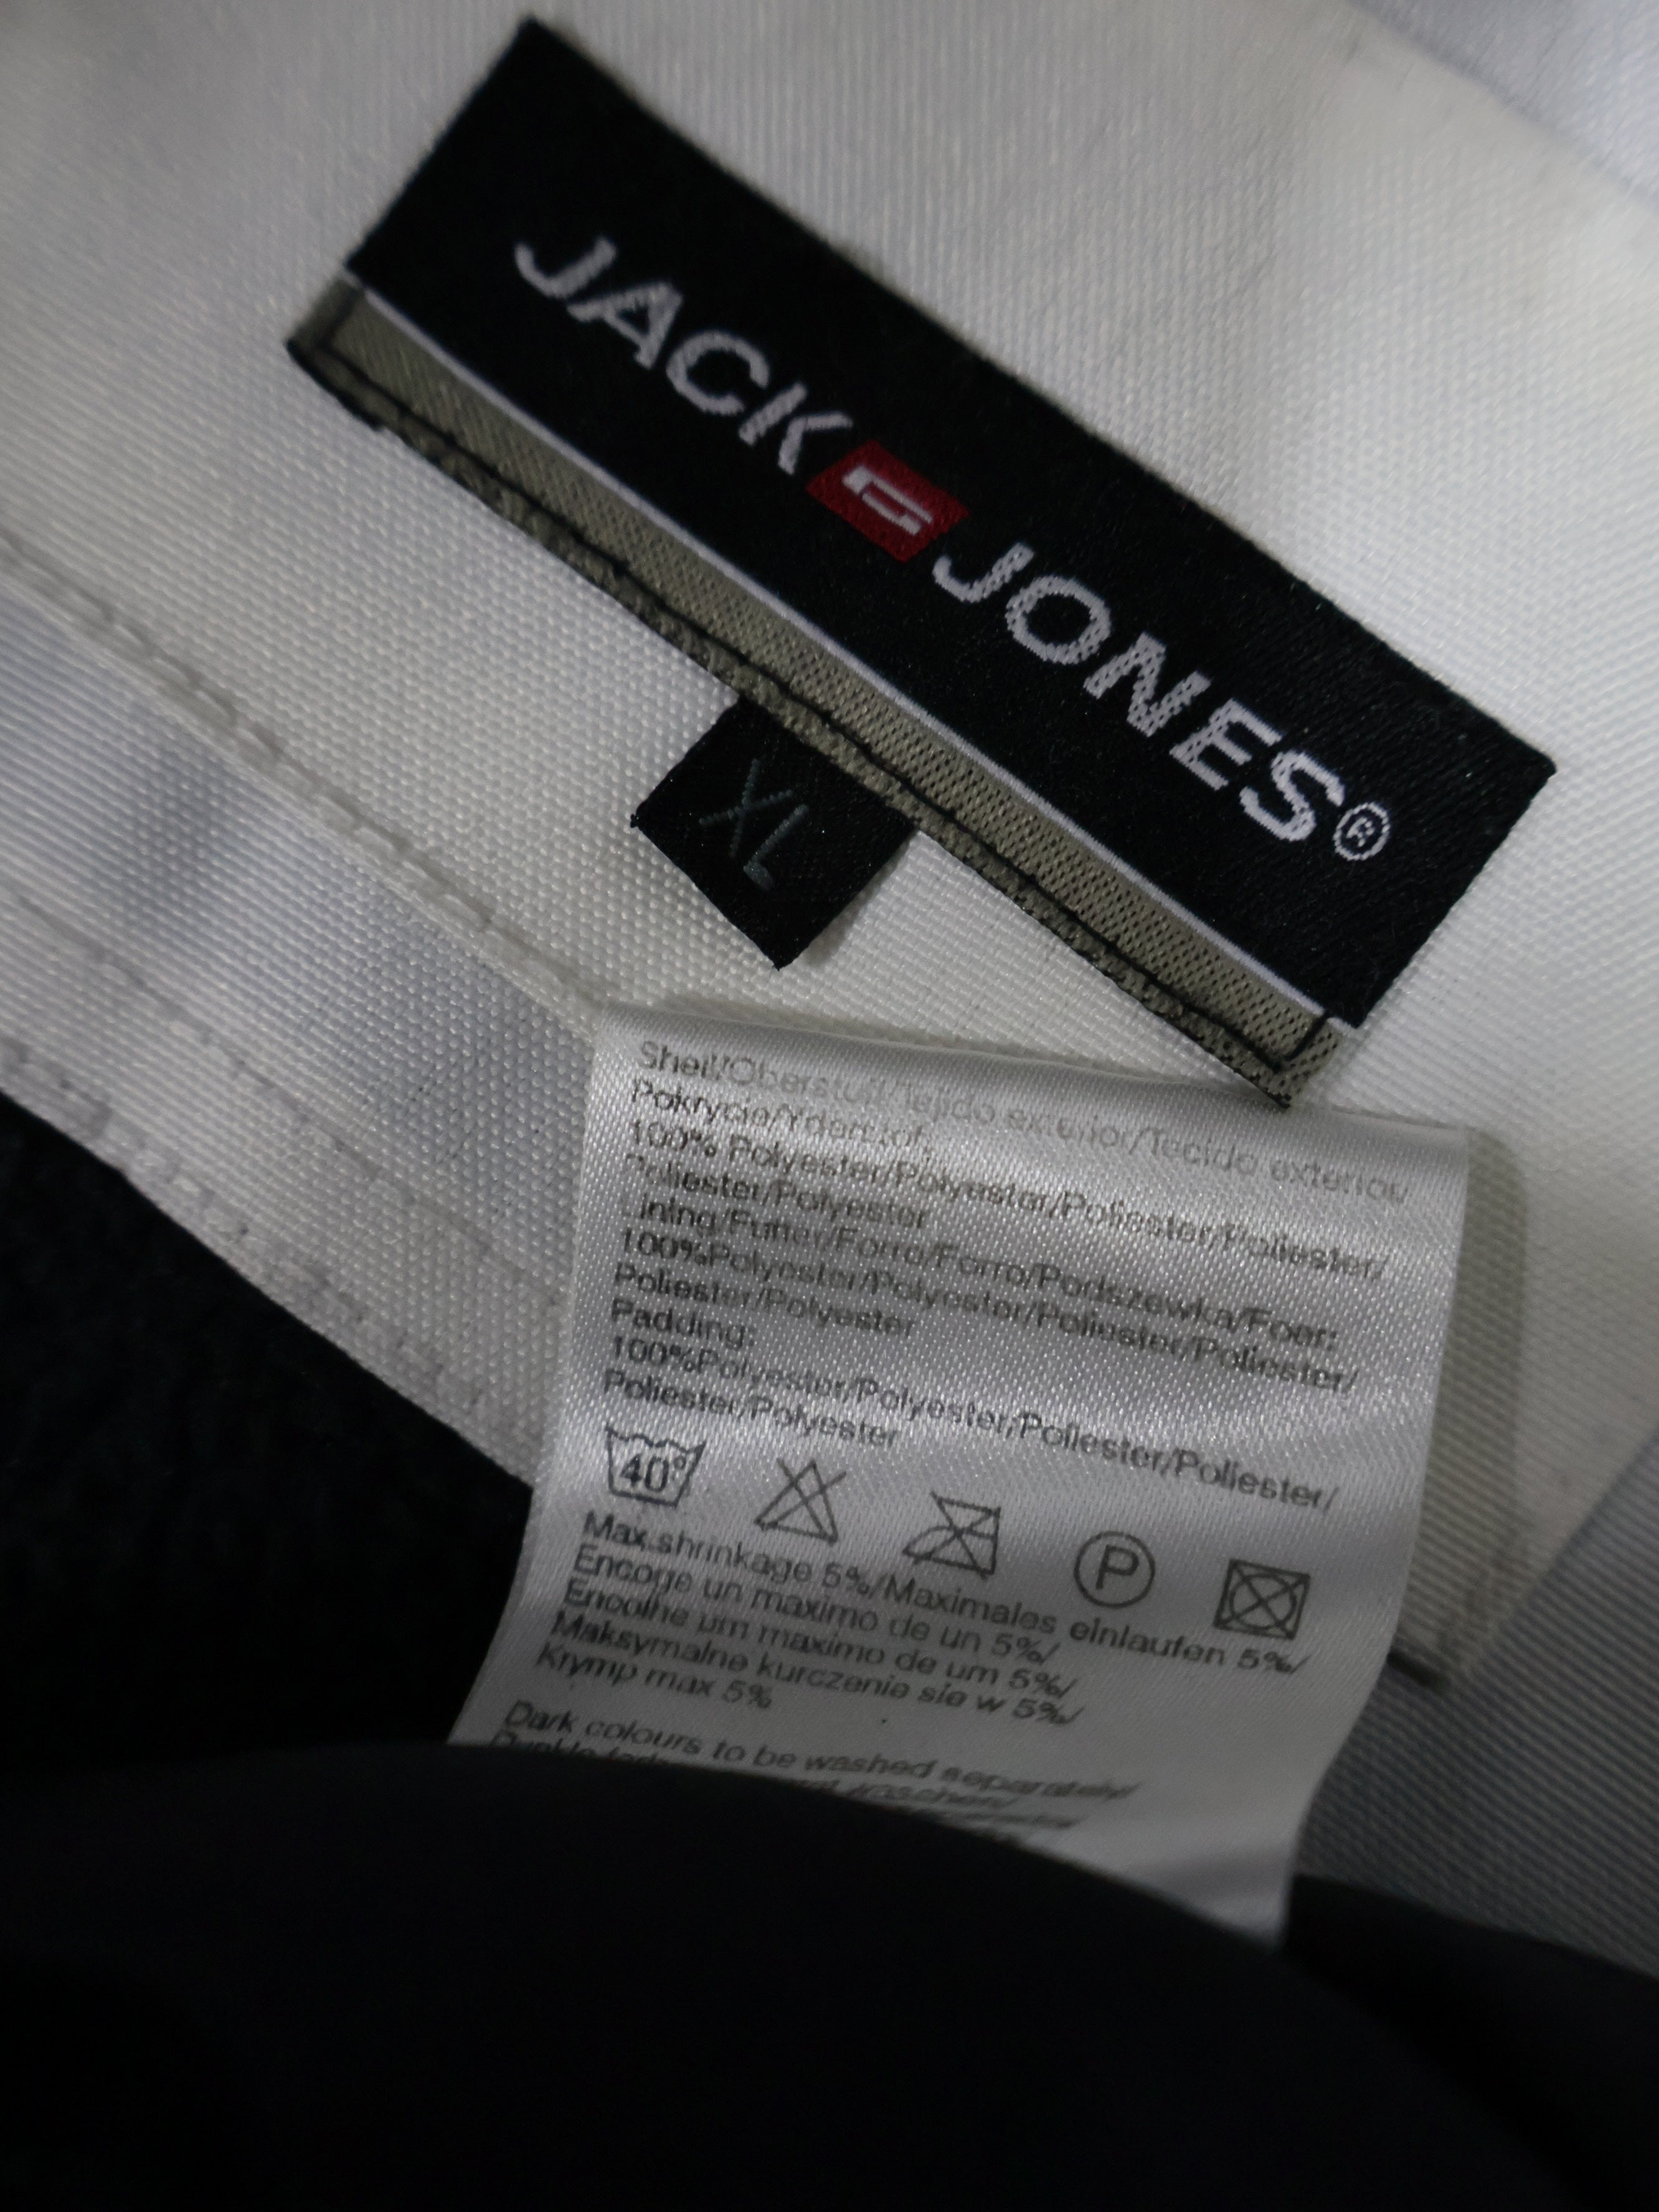 JACK JONES®
XL
Shell/Oberstoff/Tejido exterior/Tecido exterior/
Pokrycie/Yderstof:
100% Polyester/Polyester/Poliester/Poliester/
Poliester/Polyester
Lining/Futter/Forro/Forro/Podszewka/Foer:
100%Polyester/Polyester/Poliester/Poliester/
Poliester/Polyester
Padding:
100%Polyester/Polyester/Poliester/Poliester/
Poliester/Polyester
40°
P
Max.shrinkage 5%/Maximales einlaufen 5%/
Encoge un maximo de un 5%/
Encolhe um maximo de um 5%/
Maksymalne kurczenie sie w 5%/
Krymp max 5%
Dark colours to be washed separately/